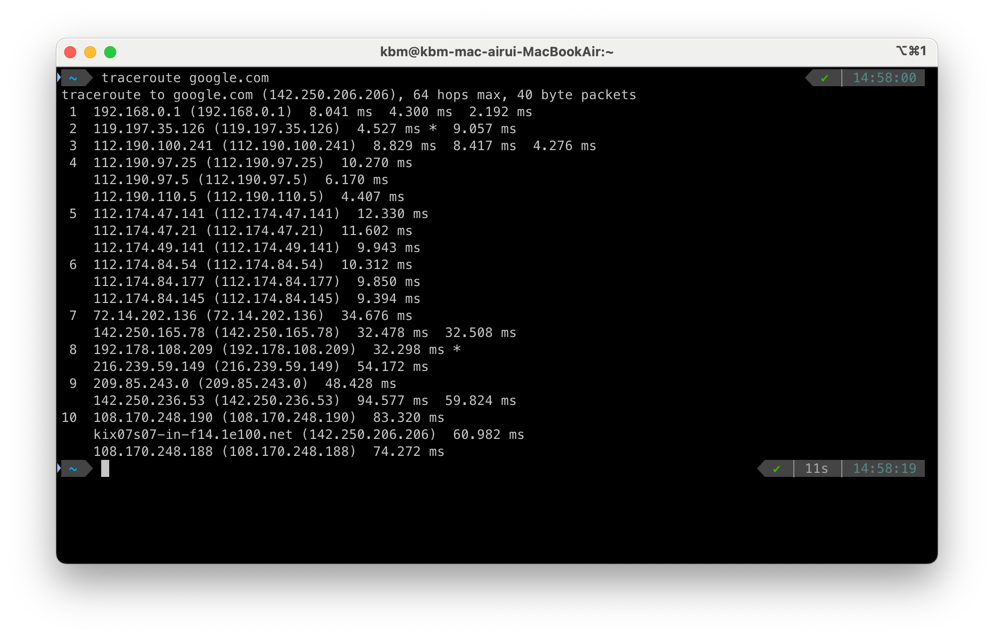 kbm@kbm-mac-airui-MacBookAir:~ ⌥⌘1
~ traceroute google.com ✔ 14:58:00
traceroute to google.com (142.250.206.206), 64 hops max, 40 byte packets
1 192.168.0.1 (192.168.0.1) 8.041 ms 4.300 ms 2.192 ms
2 119.197.35.126 (119.197.35.126) 4.527 ms * 9.057 ms
3 112.190.100.241 (112.190.100.241) 8.829 ms 8.417 ms 4.276 ms
4 112.190.97.25 (112.190.97.25) 10.270 ms
112.190.97.5 (112.190.97.5) 6.170 ms
112.190.110.5 (112.190.110.5) 4.407 ms
5 112.174.47.141 (112.174.47.141) 12.330 ms
112.174.47.21 (112.174.47.21) 11.602 ms
112.174.49.141 (112.174.49.141) 9.943 ms
6 112.174.84.54 (112.174.84.54) 10.312 ms
112.174.84.177 (112.174.84.177) 9.850 ms
112.174.84.145 (112.174.84.145) 9.394 ms
7 72.14.202.136 (72.14.202.136) 34.676 ms
142.250.165.78 (142.250.165.78) 32.478 ms 32.508 ms
8 192.178.108.209 (192.178.108.209) 32.298 ms *
216.239.59.149 (216.239.59.149) 54.172 ms
9 209.85.243.0 (209.85.243.0) 48.428 ms
142.250.236.53 (142.250.236.53) 94.577 ms 59.824 ms
10 108.170.248.190 (108.170.248.190) 83.320 ms
kix07s07-in-f14.1e100.net (142.250.206.206) 60.982 ms
108.170.248.188 (108.170.248.188) 74.272 ms
~ ✔ 11s 14:58:19